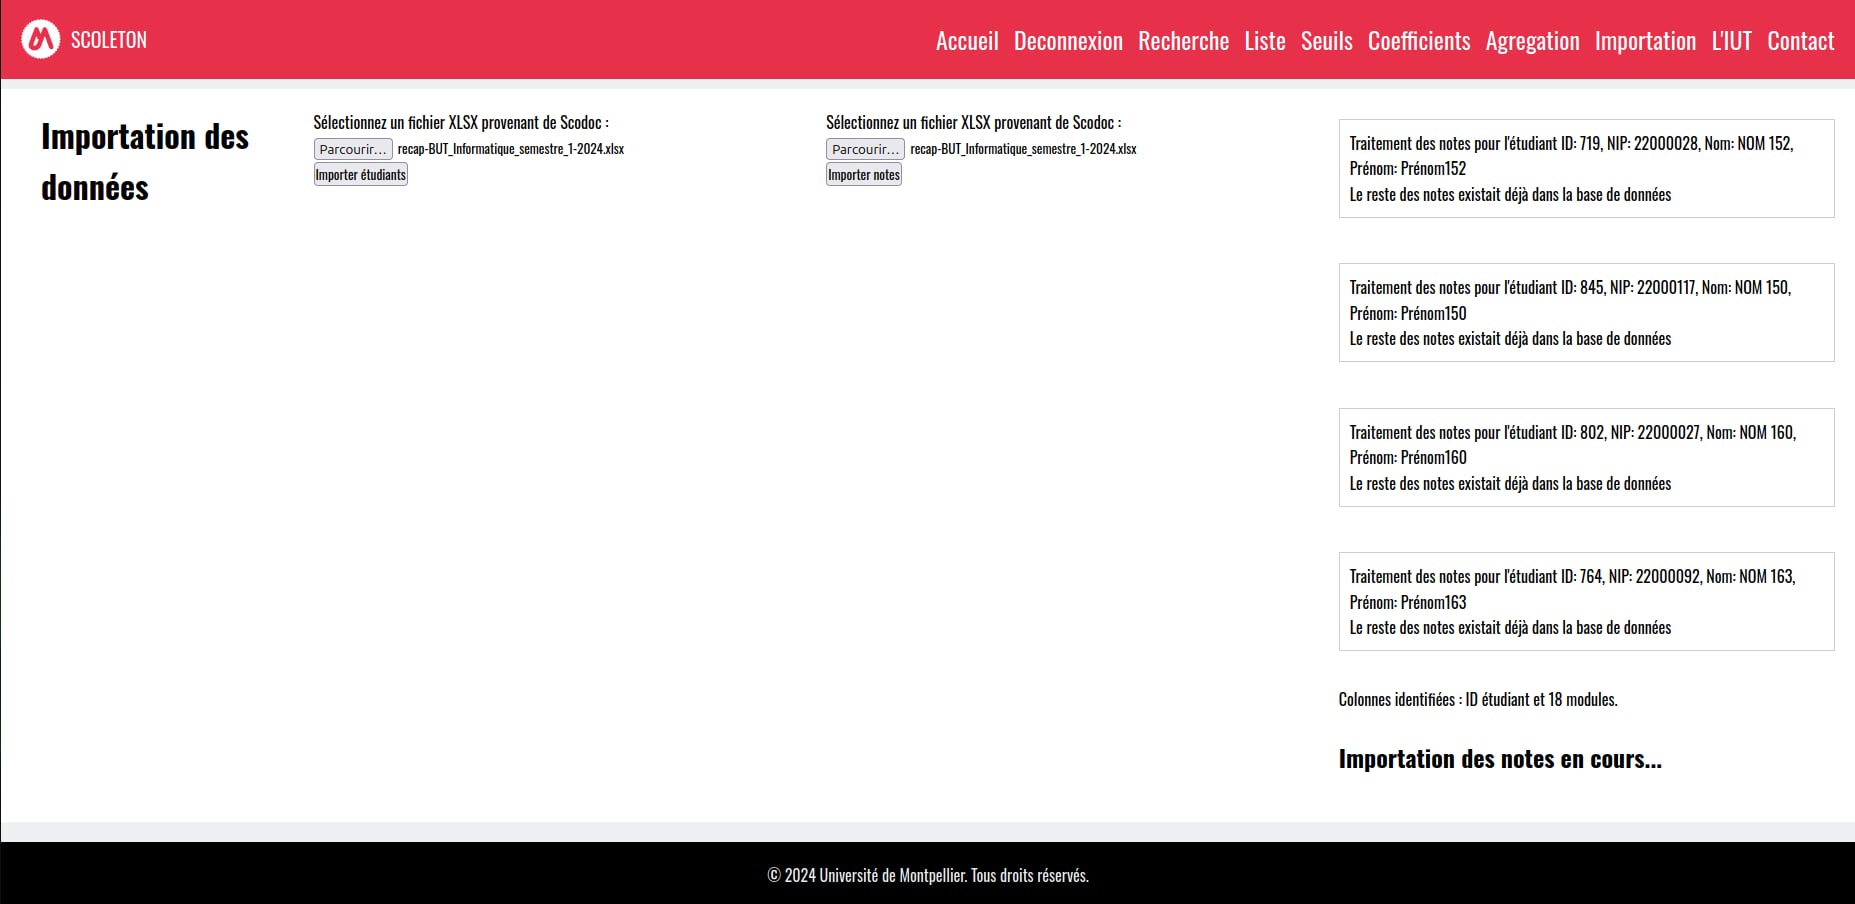 SCOLETON
Accueil Deconnexion Recherche Liste Seuils Coefficients Agregation Importation L'IUT Contact
Importation des
données
Sélectionnez un fichier XLSX provenant de Scodoc :
Parcourir... recap-BUT_Informatique_semestre_1-2024.xlsx
Importer étudiants
Sélectionnez un fichier XLSX provenant de Scodoc :
Parcourir... recap-BUT_Informatique_semestre_1-2024.xlsx
Importer notes
Traitement des notes pour l'étudiant ID: 719, NIP: 22000028, Nom: NOM 152,
Prénom: Prénom152
Le reste des notes existait déjà dans la base de données
Traitement des notes pour l'étudiant ID: 845, NIP: 22000117, Nom: NOM 150,
Prénom: Prénom150
Le reste des notes existait déjà dans la base de données
Traitement des notes pour l'étudiant ID: 802, NIP: 22000027, Nom: NOM 160,
Prénom: Prénom160
Le reste des notes existait déjà dans la base de données
Traitement des notes pour l'étudiant ID: 764, NIP: 22000092, Nom: NOM 163,
Prénom: Prénom163
Le reste des notes existait déjà dans la base de données
Colonnes identifiées : ID étudiant et 18 modules.
Importation des notes en cours...
© 2024 Université de Montpellier. Tous droits réservés.